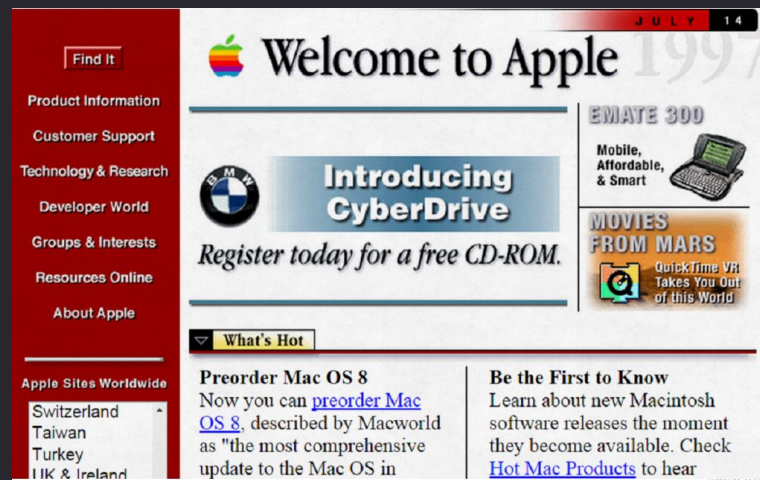 JULY 14
1997
Welcome to Apple
Find It
Product Information
Customer Support
Technology & Research
Developer World
Groups & Interests
Resources Online
About Apple
Apple Sites Worldwide
Switzerland
Taiwan
Turkey
UK & Ireland
BMW
Introducing
CyberDrive
Register today for a free CD-ROM.
EMATE 300
Mobile,
Affordable,
& Smart
MOVIES
FROM MARS
QuickTime VR
Takes You Out
of this World
What's Hot
Preorder Mac OS 8
Now you can preorder Mac
OS 8, described by Macworld
as "the most comprehensive
update to the Mac OS in
Be the First to Know
Learn about new Macintosh
software releases the moment
they become available. Check
Hot Mac Products to hear